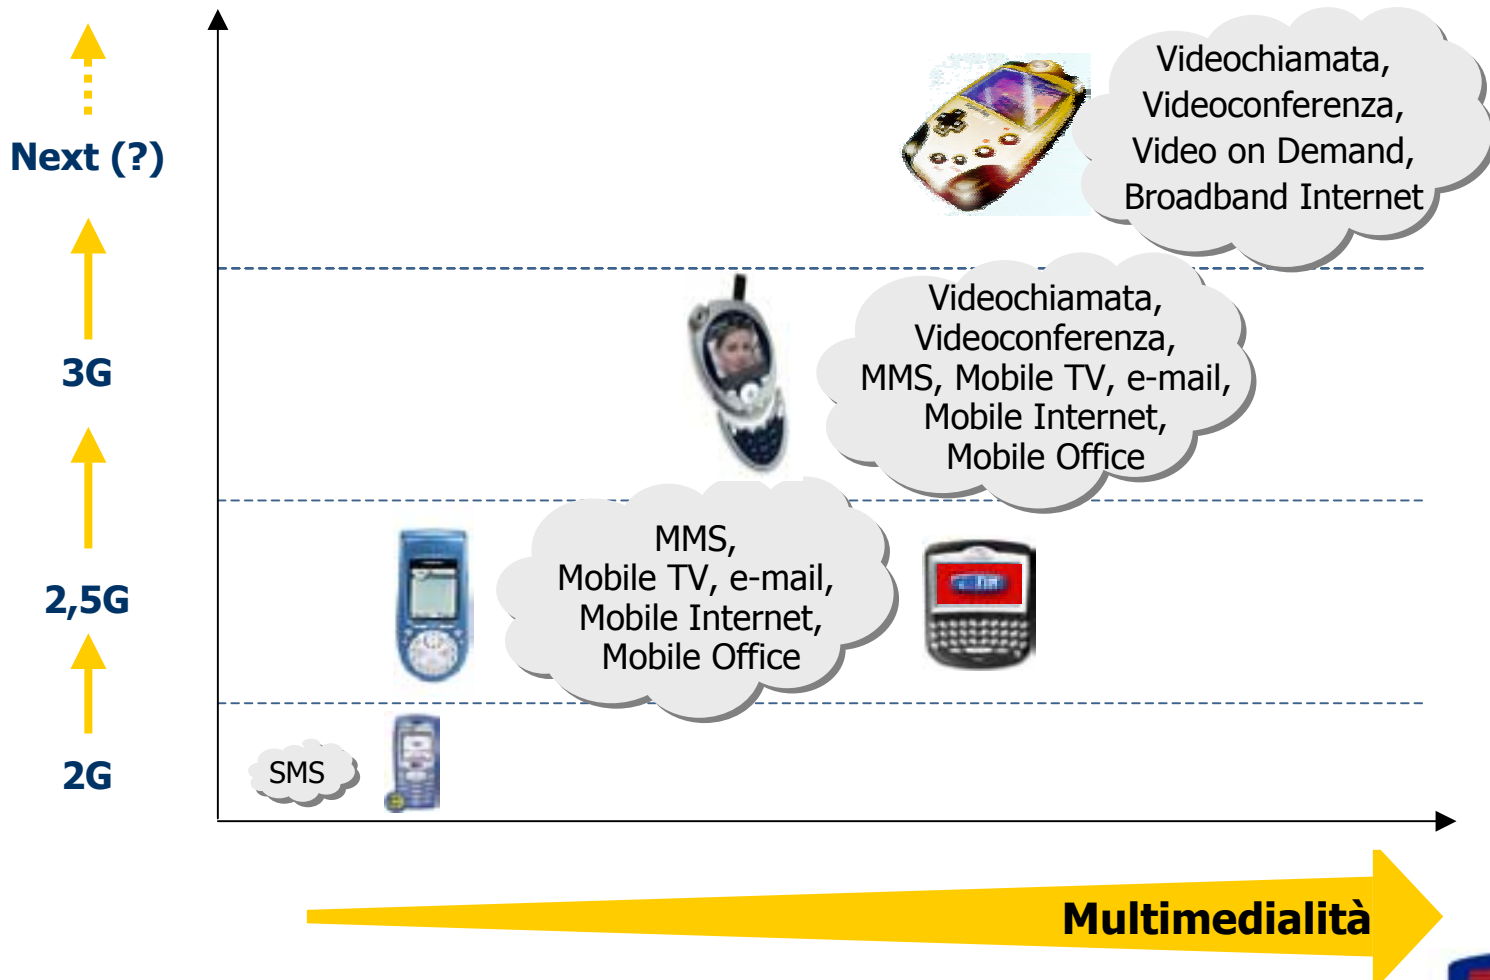 Next (?)
Videochiamata,
Videoconferenza,
Video on Demand,
Broadband Internet
3G
Videochiamata,
Videoconferenza,
MMS, Mobile TV, e-mail,
Mobile Internet,
Mobile Office
2,5G
MMS,
Mobile TV, e-mail,
Mobile Internet,
Mobile Office
2G
SMS
Multimedialità